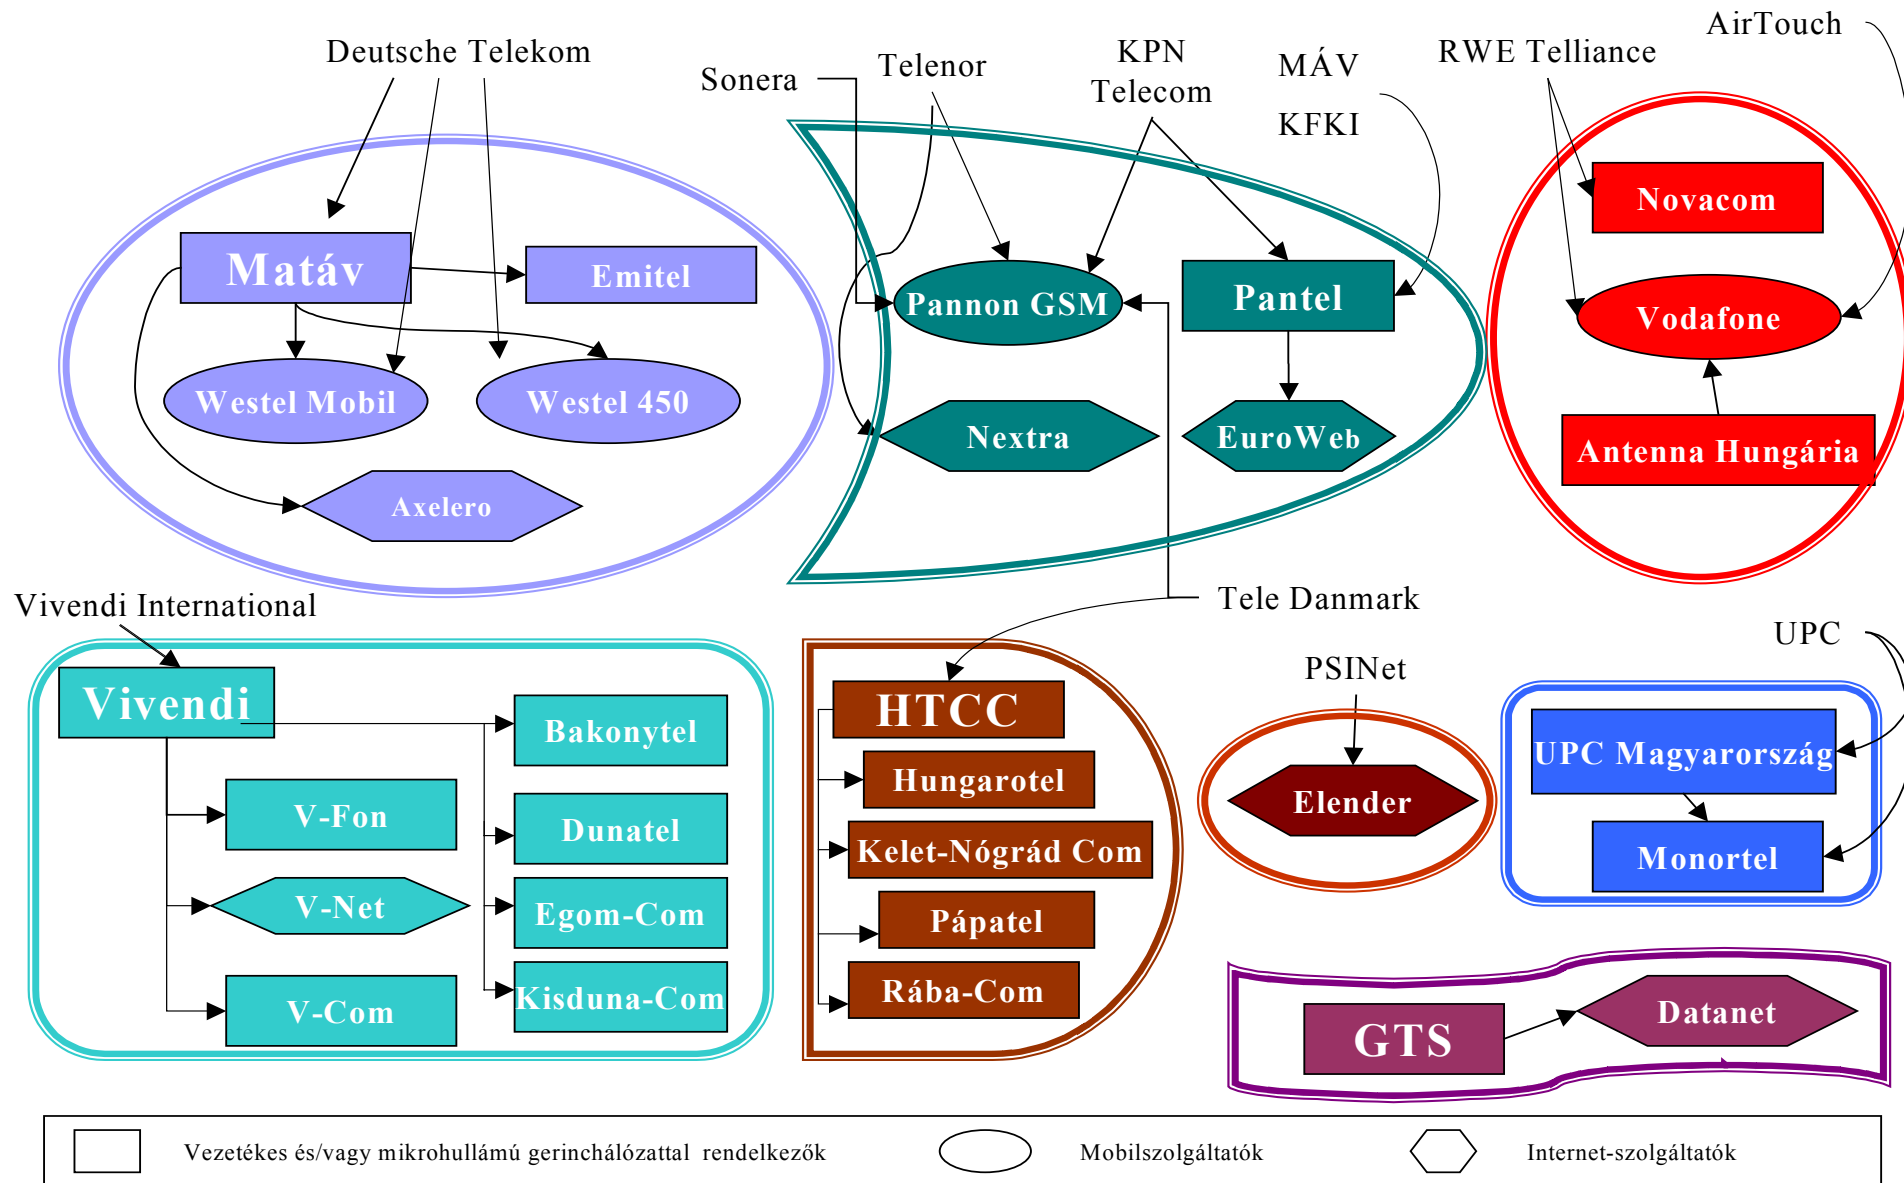 AirTouch
Deutsche Telekom
Sonera
Telenor
KPN
Telecom
MÁV
KFKI
RWE Telliance
Matáv
Emitel
Westel Mobil
Westel 450
Axelero
Pannon GSM
Pantel
Nextra
EuroWeb
Novacom
Vodafone
Antenna Hungária
Vivendi International
Tele Danmark
Vivendi
Bakonytel
V-Fon
Dunatel
V-Net
Egom-Com
V-Com
Kisduna-Com
HTCC
Hungarotel
Kelet-Nógrád Com
Pápatel
Rába-Com
PSINet
Elender
UPC
UPC Magyarország
Monortel
GTS
Datanet
Vezetékes és/vagy mikrohullámú gerinchálózattal rendelkezők
Mobilszolgáltatók
Internet-szolgáltatók